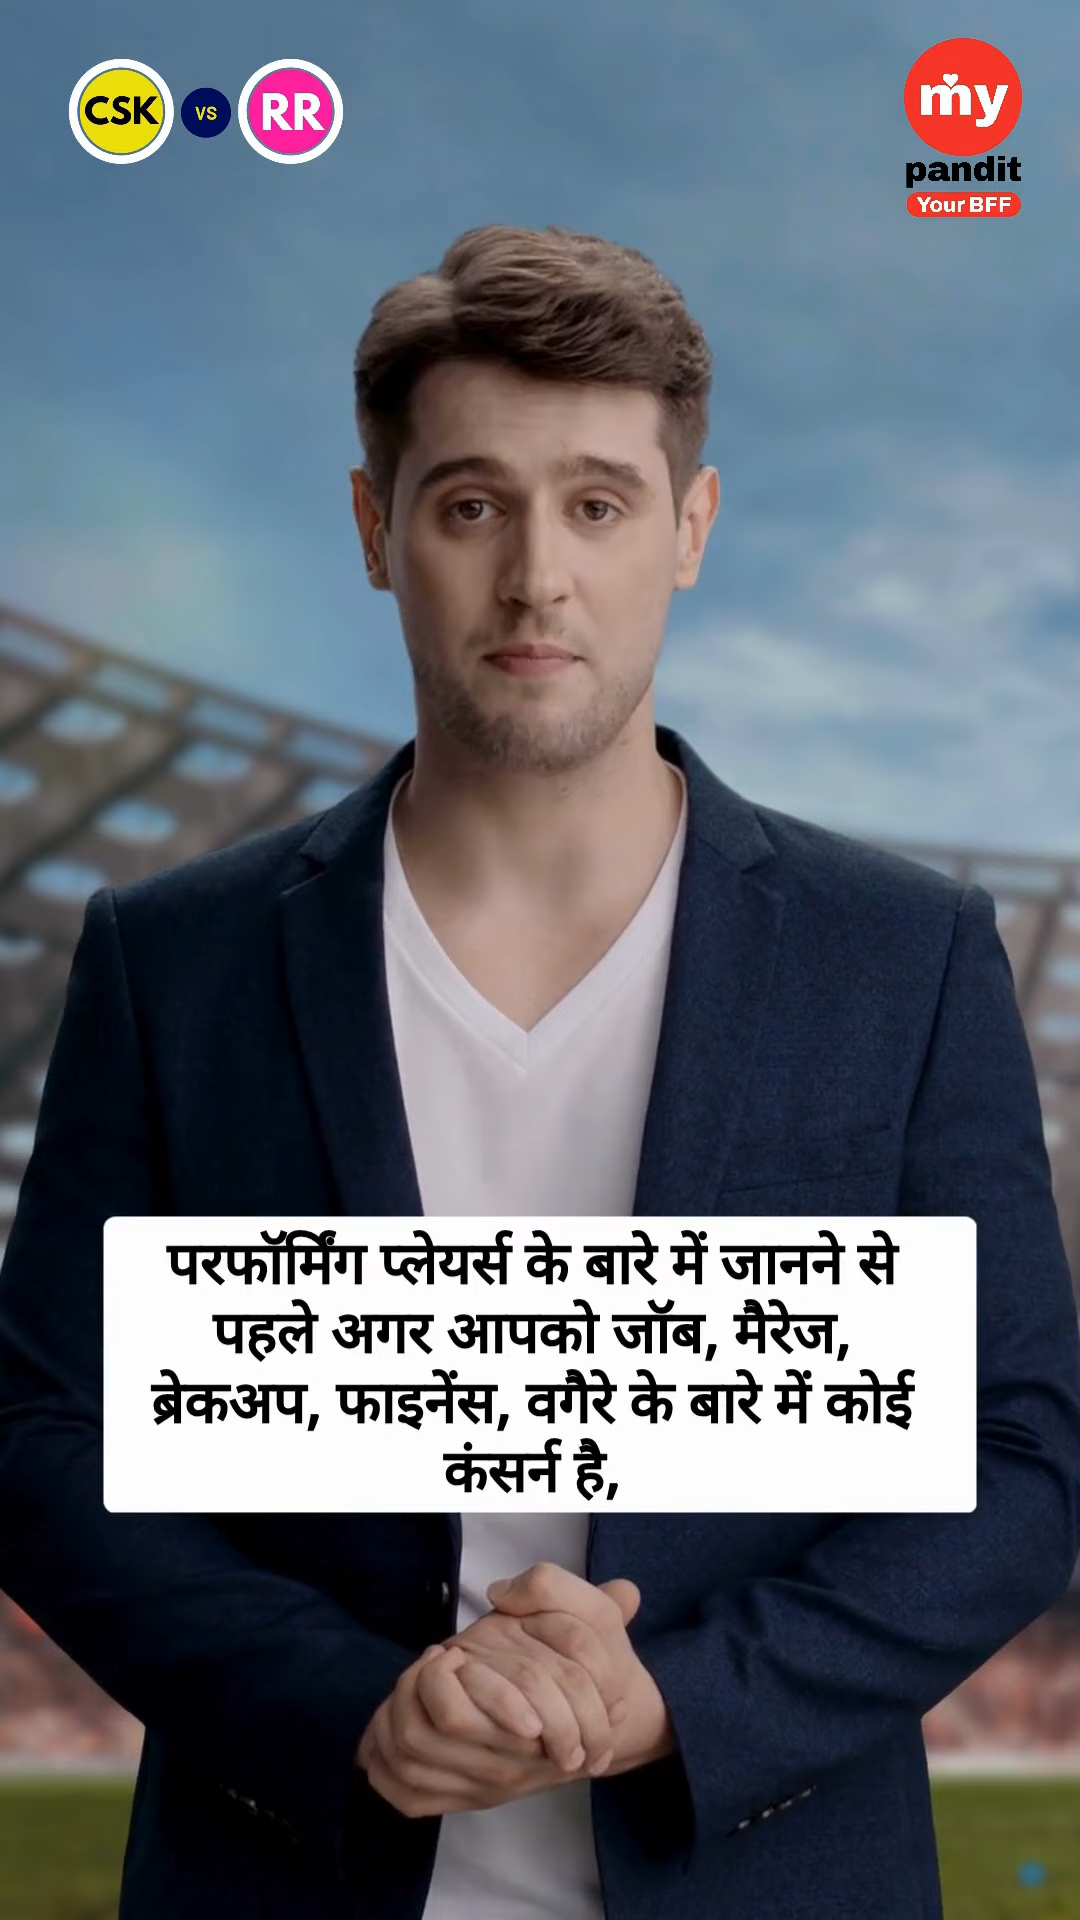 CSK vs RR
my
pandit
Your BFF
परफॉर्मिंग प्लेयर्स के बारे में जानने से
पहले अगर आपको जॉब, मैरेज,
ब्रेकअप, फाइनेंस, वगैरे के बारे में कोई
कंसर्न है,